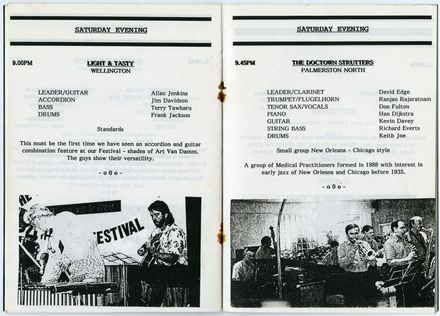 SATURDAY EVENING
9.00PM LIGHT & TASTY
WELLINGTON
LEADER/GUITAR Allan Jenkins
ACCORDION Jim Davidson
BASS Terry Tawharu
DRUMS Frank Jackson
Standards
This must be the first time we have seen an accordion and guitar
combination feature at our Festival - shades of Art Van Damm.
The guys show their versatility.
-o0o-
FESTIVAL
SATURDAY EVENING
9.45PM THE DOCTOWN STRUTTERS
PALMERSTON NORTH
LEADER/CLARINET David Edge
TRUMPET/FLUGELHORN Ranjan Rajaratnam
TENOR SAX/VOCALS Don Fulton
PIANO Han Dijkstra
GUITAR Kevin Davey
STRING BASS Richard Everts
DRUMS Keith Joe
Small group New Orleans - Chicago style
A group of Medical Practitioners formed in 1988 with interest in
early jazz of New Orleans and Chicago before 1935.
-o0o-